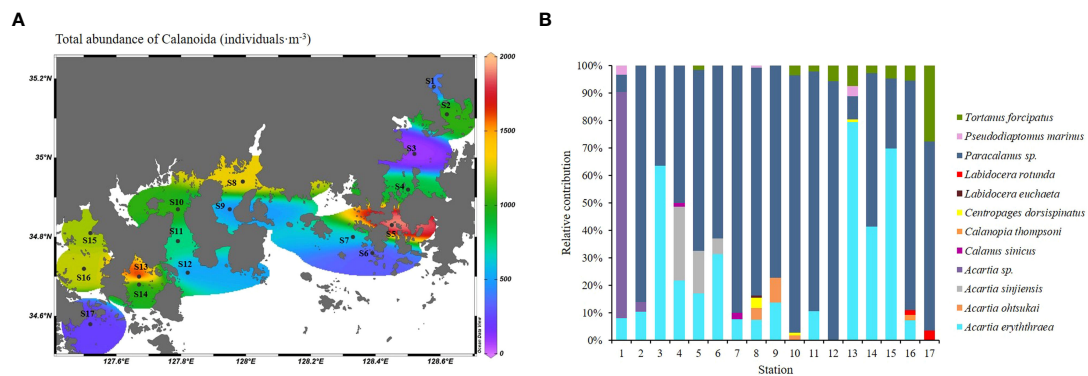 A
Total abundance of Calanoida (individuals·m-3)
35.2°N
35°N
34.8°N
34.6°N
127.6°E
127.8°E
128°E
128.2°E
128.4°E
128.6°E
S1
S2
S3
S4
S5
S6
S7
S8
S9
S10
S11
S12
S13
S14
S15
S16
S17
2000
1500
1000
500
0
Ocean Data View
B
Relative contribution
100%
90%
80%
70%
60%
50%
40%
30%
20%
10%
0%
1 2 3 4 5 6 7 8 9 10 11 12 13 14 15 16 17
Station
Tortanus forcipatus
Pseudodiaptomus marinus
Paracalanus sp.
Labidocera rotunda
Labidocera euchaeta
Centropages dorsispinatus
Calanopia thompsoni
Calanus sinicus
Acartia sp.
Acartia sinjiensis
Acartia ohtsukai
Acartia erythraea